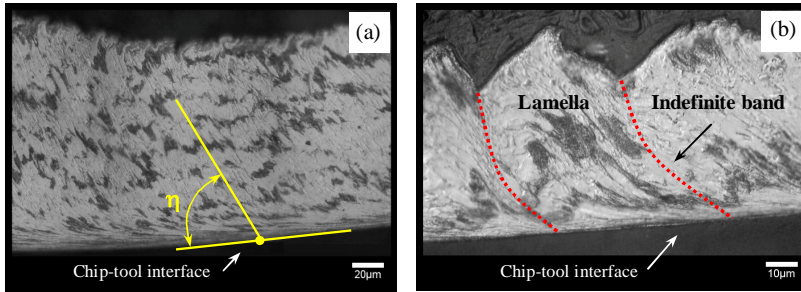 (a)
η
Chip-tool interface
20μm
(b)
Lamella
Indefinite band
Chip-tool interface
10μm